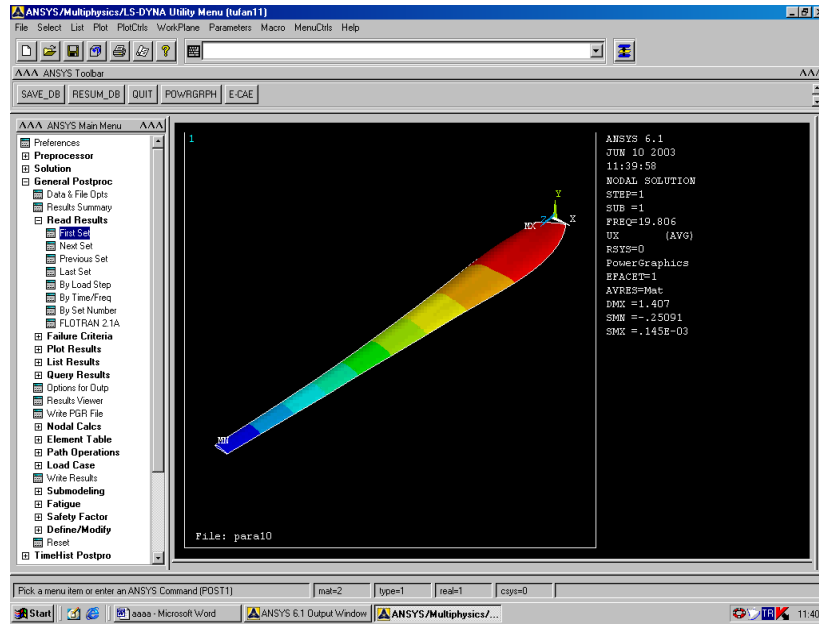 ANSYS/Multiphysics/LS-DYNA Utility Menu (tufan11)
File Select List Plot PlotCtrls WorkPlane Parameters Macro MenuCtrls Help
ANSYS Toolbar
SAVE_DB RESUM_DB QUIT POWRGRPH E-CAE
ANSYS Main Menu
Preferences
Preprocessor
Solution
General Postproc
Data & File Opts
Results Summary
Read Results
First Set
Next Set
Previous Set
Last Set
By Load Step
By Time/Freq
By Set Number
FLOTRAN 2.1A
Failure Criteria
Plot Results
List Results
Query Results
Options for Outp
Results Viewer
Write PGR File
Nodal Calcs
Element Table
Path Operations
Load Case
Write Results
Submodeling
Fatigue
Safety Factor
Define/Modify
Reset
TimeHist Postpro
1
Y
Z
X
MX
MN
File: para10
ANSYS 6.1
JUN 10 2003
11:39:58
NODAL SOLUTION
STEP=1
SUB =1
FREQ=19.806
UX (AVG)
RSYS=0
PowerGraphics
EFACET=1
AVRES=Mat
DMX =1.407
SMN =-.25091
SMX =.145E-03
Pick a menu item or enter an ANSYS Command (POST1)
mat=2
type=1
real=1
csys=0
Start
aaaa - Microsoft Word
ANSYS 6.1 Output Window
ANSYS/Multiphysics/...
TR
11:40